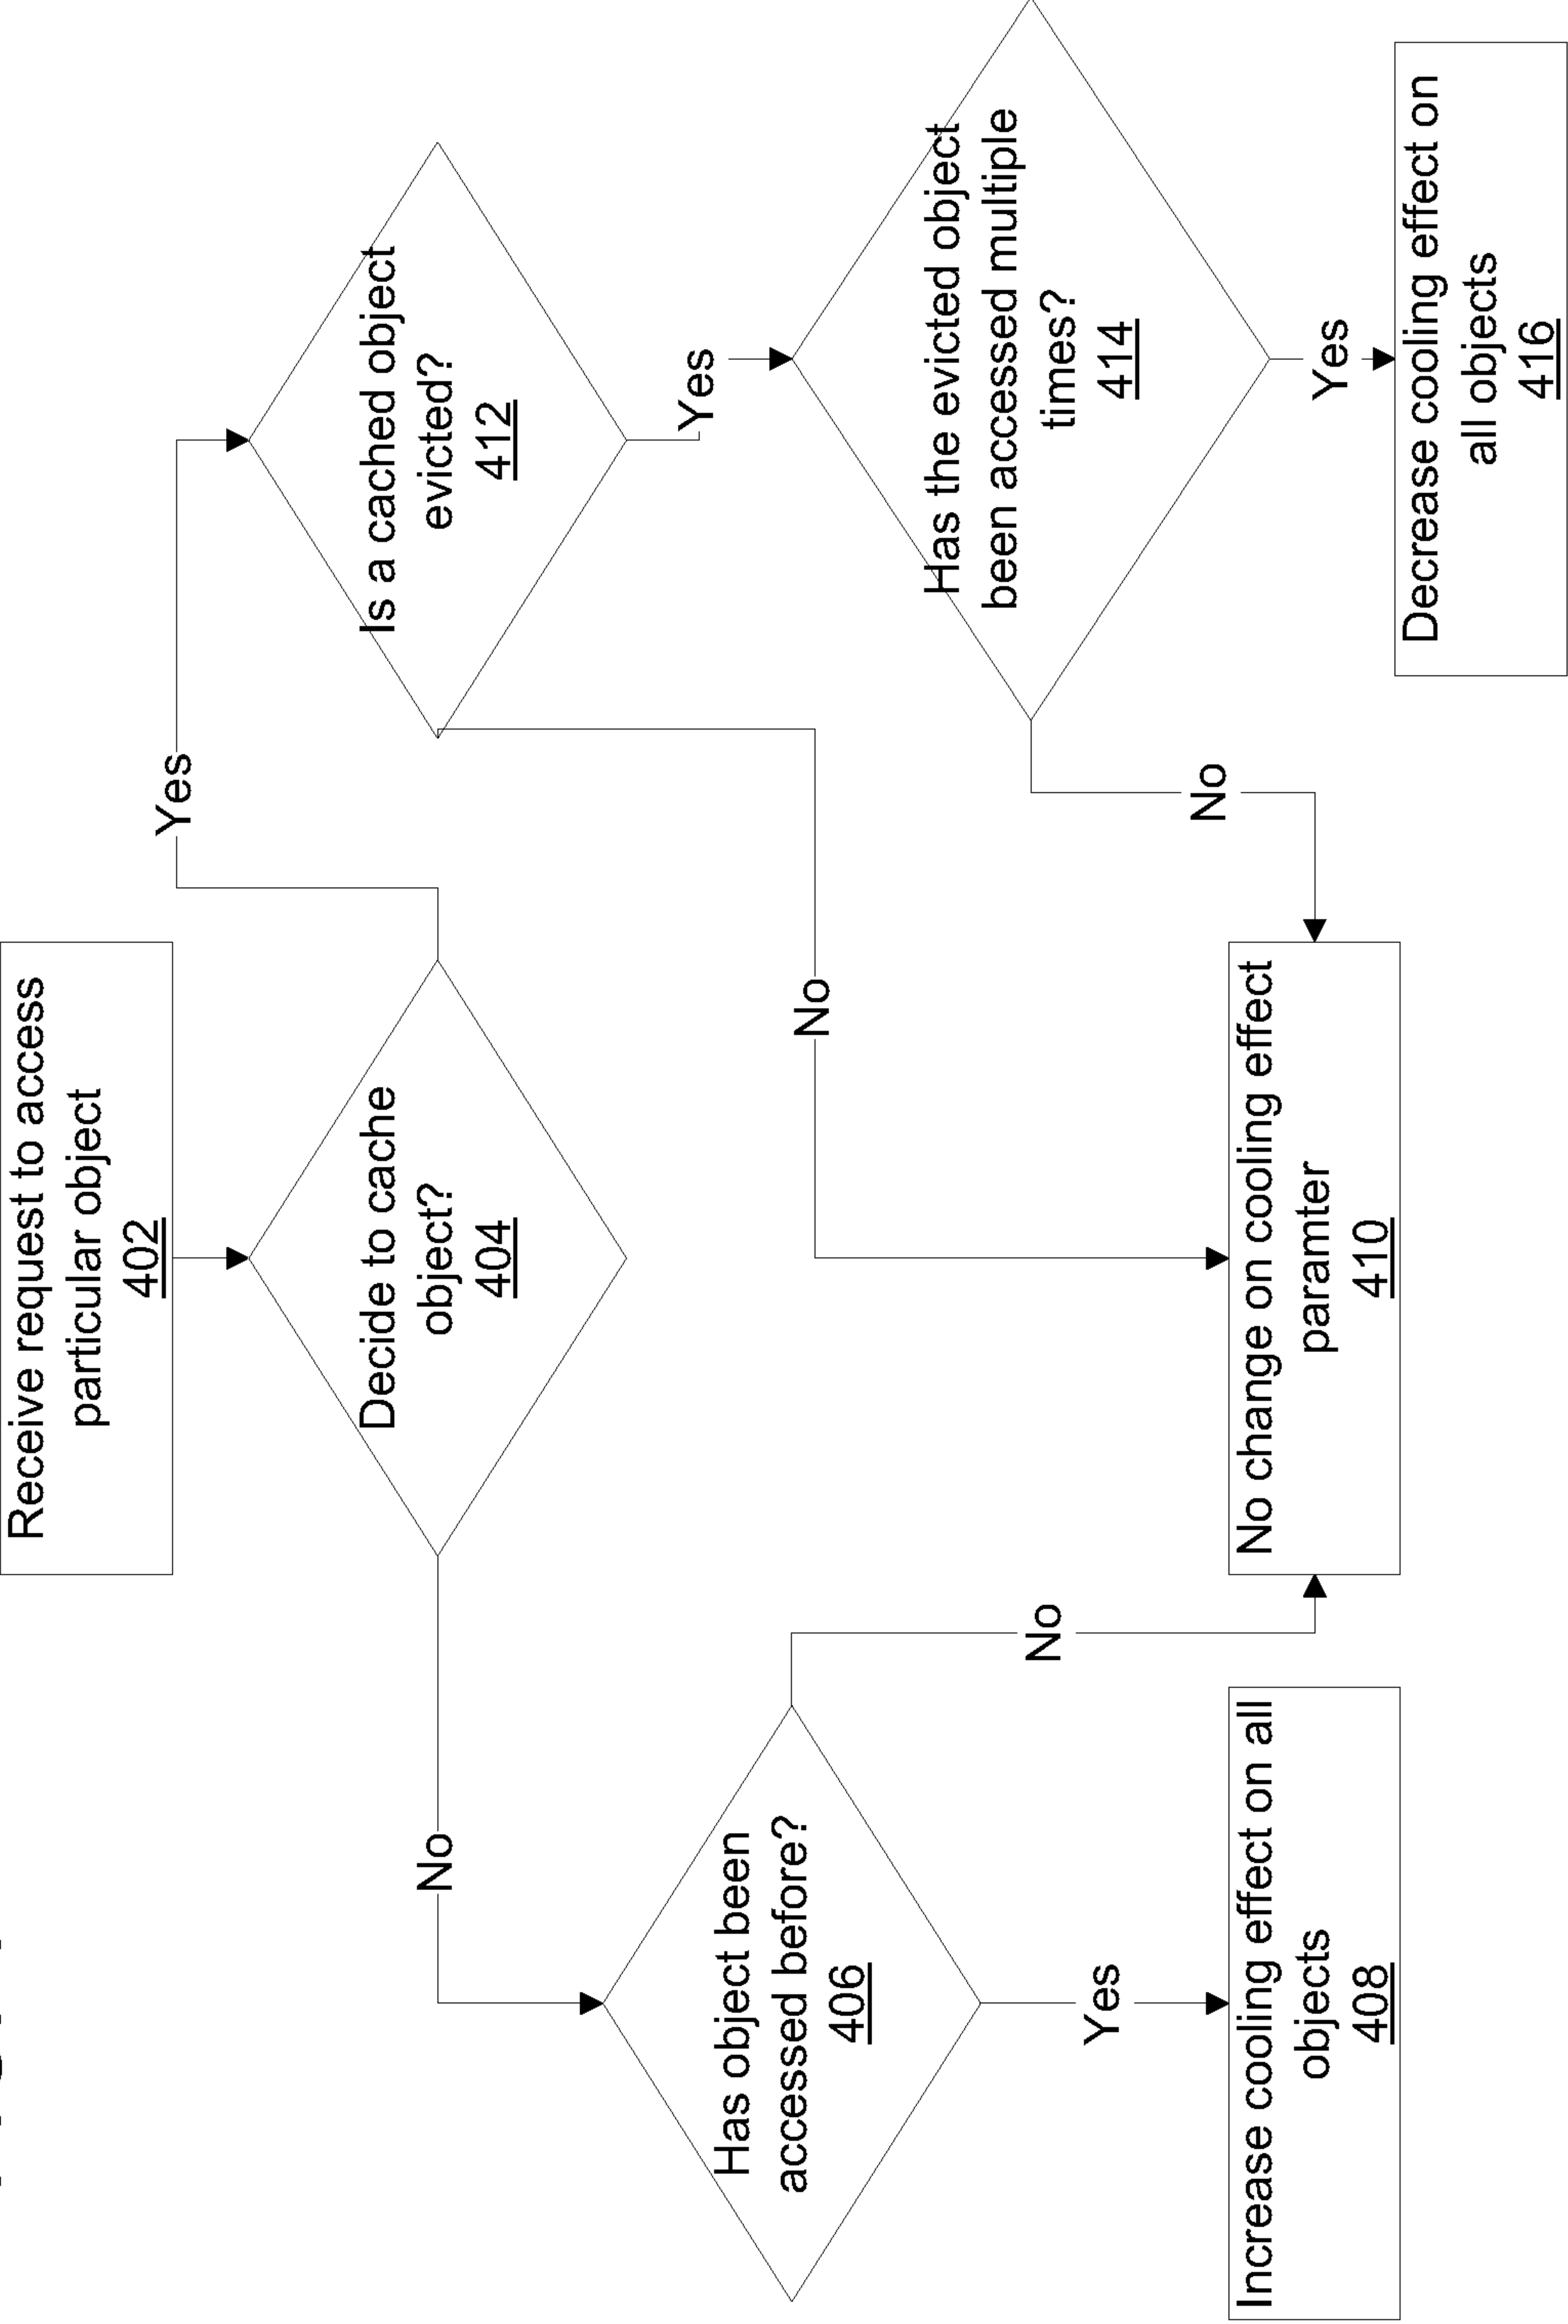 Receive request to access
particular object
402
Decide to cache
object?
404
Yes
No
Is a cached object
evicted?
412
Yes
No
Has object been
accessed before?
406
No
Yes
Has the evicted object
been accessed multiple
times?
414
No
Yes
Increase cooling effect on all
objects
408
No change on cooling effect
paramter
410
Decrease cooling effect on
all objects
416